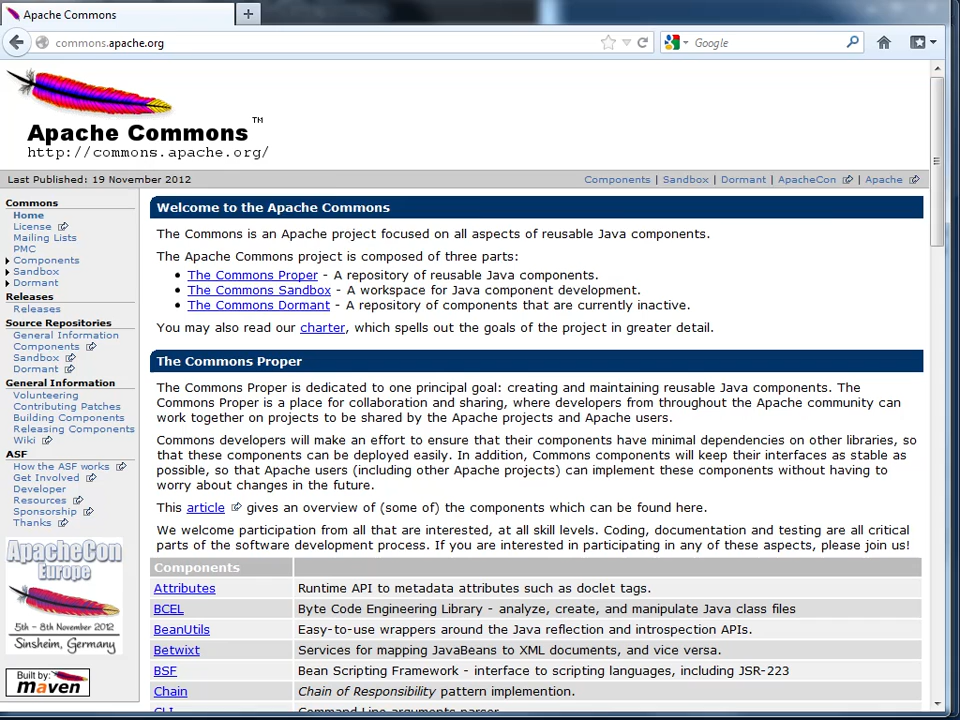 Apache Commons
commons.apache.org
Google
Apache Commons TM
http://commons.apache.org/
Last Published: 19 November 2012
Components | Sandbox | Dormant | ApacheCon | Apache
Commons
Home
License
Mailing Lists
PMC
Components
Sandbox
Dormant
Releases
Releases
Source Repositories
General Information
Components
Sandbox
Dormant
General Information
Volunteering
Contributing Patches
Building Components
Releasing Components
Wiki
ASF
How the ASF works
Get Involved
Developer
Resources
Sponsorship
Thanks
ApacheCon
Europe
5th - 8th November 2012
Sinsheim, Germany
Built by:
maven
Welcome to the Apache Commons
The Commons is an Apache project focused on all aspects of reusable Java components.
The Apache Commons project is composed of three parts:
• The Commons Proper - A repository of reusable Java components.
• The Commons Sandbox - A workspace for Java component development.
• The Commons Dormant - A repository of components that are currently inactive.
You may also read our charter, which spells out the goals of the project in greater detail.
The Commons Proper
The Commons Proper is dedicated to one principal goal: creating and maintaining reusable Java components. The
Commons Proper is a place for collaboration and sharing, where developers from throughout the Apache community can
work together on projects to be shared by the Apache projects and Apache users.
Commons developers will make an effort to ensure that their components have minimal dependencies on other libraries, so
that these components can be deployed easily. In addition, Commons components will keep their interfaces as stable as
possible, so that Apache users (including other Apache projects) can implement these components without having to
worry about changes in the future.
This article gives an overview of (some of) the components which can be found here.
We welcome participation from all that are interested, at all skill levels. Coding, documentation and testing are all critical
parts of the software development process. If you are interested in participating in any of these aspects, please join us!
Components
Attributes Runtime API to metadata attributes such as doclet tags.
BCEL Byte Code Engineering Library - analyze, create, and manipulate Java class files
BeanUtils Easy-to-use wrappers around the Java reflection and introspection APIs.
Betwixt Services for mapping JavaBeans to XML documents, and vice versa.
BSF Bean Scripting Framework - interface to scripting languages, including JSR-223
Chain Chain of Responsibility pattern implemention.
CLI Command Line arguments parser.